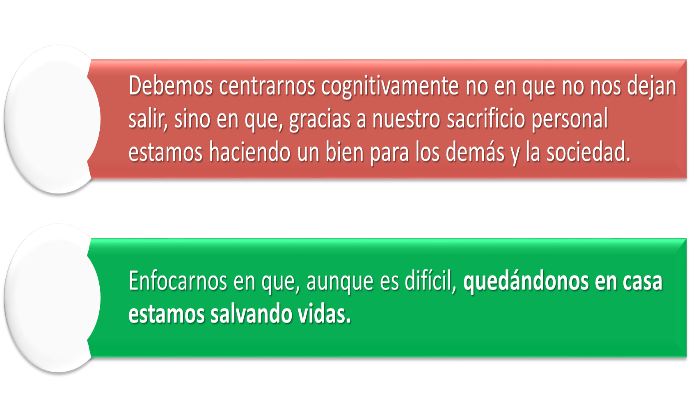 Debemos centrarnos cognitivamente no en que no nos dejan
salir, sino en que, gracias a nuestro sacrificio personal
estamos haciendo un bien para los demás y la sociedad.
Enfocarnos en que, aunque es difícil, quedándonos en casa
estamos salvando vidas.